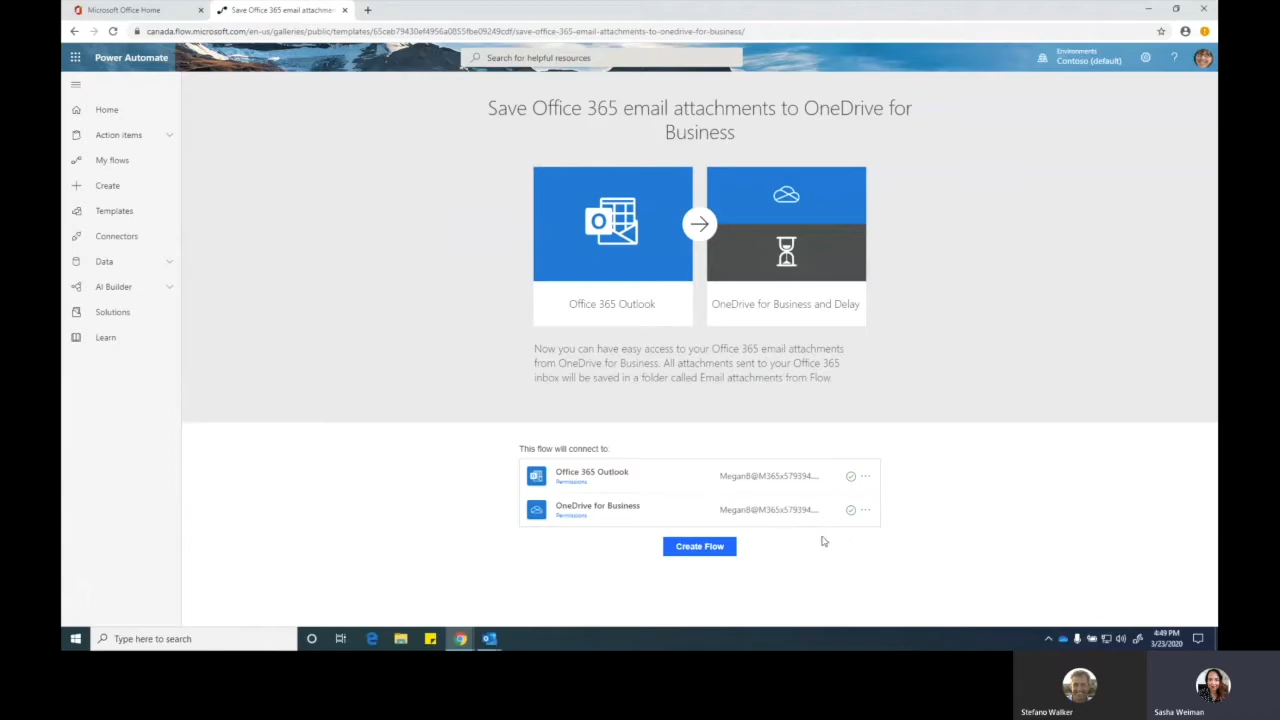 Microsoft Office Home
Save Office 365 email attachmen
canada.flow.microsoft.com/en-us/galleries/public/templates/65ceb79430ef4956a0855fbe09249cdf/save-office-365-email-attachments-to-onedrive-for-business/
Power Automate
Search for helpful resources
Environments
Contoso (default)
Home
Action items
My flows
Create
Templates
Connectors
Data
AI Builder
Solutions
Learn
Save Office 365 email attachments to OneDrive for
Business
Office 365 Outlook
OneDrive for Business and Delay
Now you can have easy access to your Office 365 email attachments
from OneDrive for Business. All attachments sent to your Office 365
inbox will be saved in a folder called Email attachments from Flow
This flow will connect to:
Office 365 Outlook
Permissions
MeganB@M365x579394....
OneDrive for Business
Permissions
MeganB@M365x579394....
Create Flow
Type here to search
4:49 PM
3/23/2020
Stefano Walker
Sasha Weiman